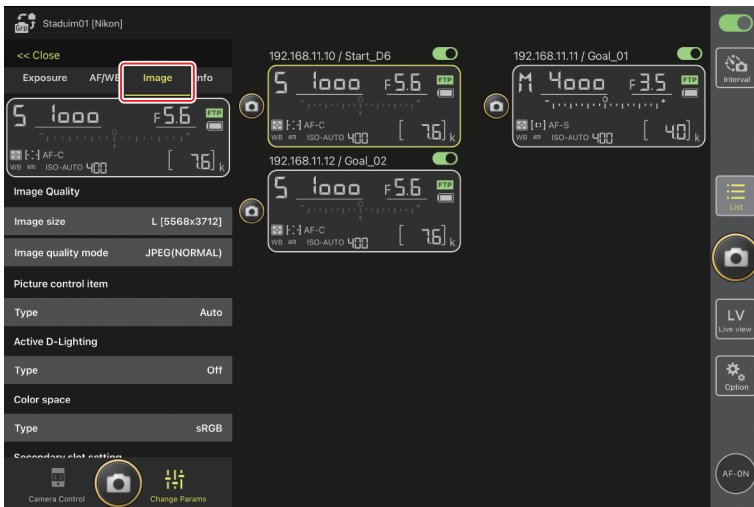 Grp Staduim01 [Nikon]
<< Close
Exposure AF/WB Image Info
S 1000 F5.6 FTP
AF-C
WB ISO-AUTO 400 [ 7.6] k
Image Quality
Image size L [5568x3712]
Image quality mode JPEG(NORMAL)
Picture control item
Type Auto
Active D-Lighting
Type Off
Color space
Type sRGB
Secondary slot setting
Camera Control
Change Params
192.168.11.10 / Start_D6
S 1000 F5.6 FTP
AF-C
WB ISO-AUTO 400 [ 7.6] k
192.168.11.11 / Goal_01
M 4000 F3.5 FTP
AF-S
WB ISO-AUTO 400 [ 4.0] k
192.168.11.12 / Goal_02
S 1000 F5.6 FTP
AF-C
WB ISO-AUTO 400 [ 7.6] k
Interval
List
LV
Live view
Option
AF-ON